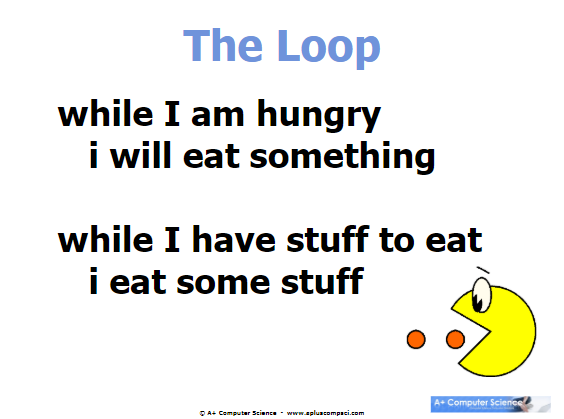 The Loop
while I am hungry
i will eat something
while I have stuff to eat
i eat some stuff
A+ Computer Science
© A+ Computer Science - www.apluscompsci.com